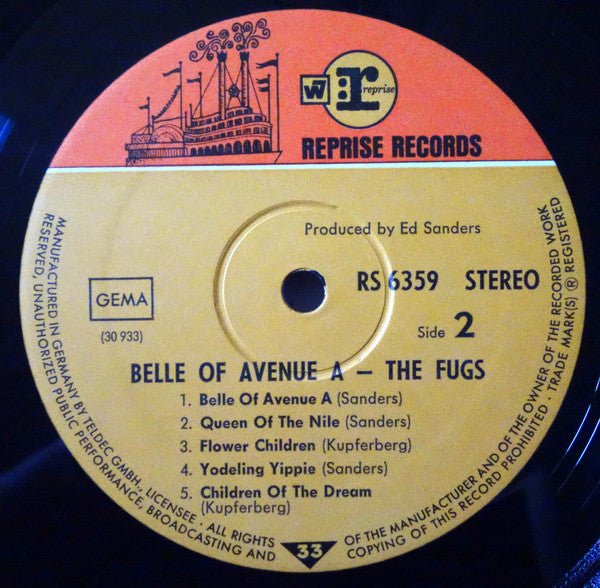 W
r
:reprise
REPRISE RECORDS
Produced by Ed Sanders
RS 6359 STEREO
GEMA
(30 933)
Side 2
BELLE OF AVENUE A — THE FUGS
1. Belle Of Avenue A (Sanders)
2. Queen Of The Nile (Sanders)
3. Flower Children (Kupferberg)
4. Yodeling Yippie (Sanders)
5. Children Of The Dream
(Kupferberg)
33
MANUFACTURED IN GERMANY BY TELDEC GMBH., LICENSEE · ALL RIGHTS
OF THE MANUFACTURER AND OF THE OWNER OF THE RECORDED WORK
RESERVED, UNAUTHORIZED PUBLIC PERFORMANCE, BROADCASTING AND
COPYING OF THIS RECORD PROHIBITED · TRADE MARK(S) ® REGISTERED